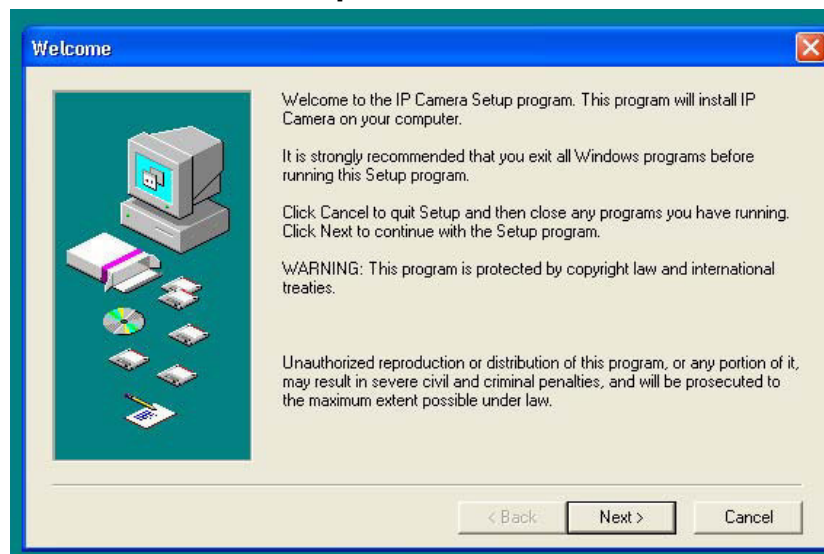 Welcome
Welcome to the IP Camera Setup program. This program will install IP
Camera on your computer.
It is strongly recommended that you exit all Windows programs before
running this Setup program.
Click Cancel to quit Setup and then close any programs you have running.
Click Next to continue with the Setup program.
WARNING: This program is protected by copyright law and international
treaties.
Unauthorized reproduction or distribution of this program, or any portion of it,
may result in severe civil and criminal penalties, and will be prosecuted to
the maximum extent possible under law.
< Back
Next >
Cancel